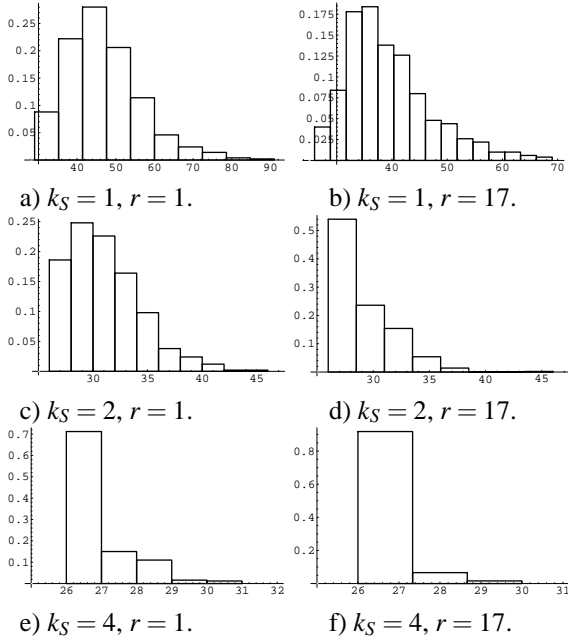 0.25
0.2
0.15
0.1
0.05
40 50 60 70 80 90
a) k_S = 1, r = 1.
0.175
0.15
0.125
0.1
0.075
0.05
0.025
40 50 60 70
b) k_S = 1, r = 17.
0.25
0.2
0.15
0.1
0.05
30 35 40 45
c) k_S = 2, r = 1.
0.5
0.4
0.3
0.2
0.1
30 35 40 45
d) k_S = 2, r = 17.
0.7
0.6
0.5
0.4
0.3
0.2
0.1
26 27 28 29 30 31 32
e) k_S = 4, r = 1.
0.8
0.6
0.4
0.2
26 27 28 29 30 31
f) k_S = 4, r = 17.